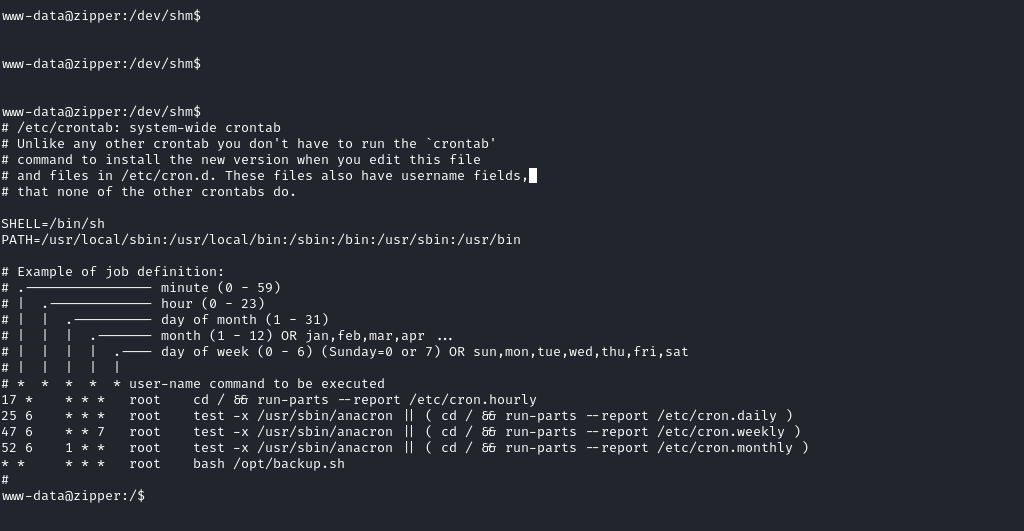 www-data@zipper:/dev/shm$
www-data@zipper:/dev/shm$
www-data@zipper:/dev/shm$
# /etc/crontab: system-wide crontab
# Unlike any other crontab you don't have to run the `crontab'
# command to install the new version when you edit this file
# and files in /etc/cron.d. These files also have username fields,
# that none of the other crontabs do.
SHELL=/bin/sh
PATH=/usr/local/sbin:/usr/local/bin:/sbin:/bin:/usr/sbin:/usr/bin
# Example of job definition:
# .---------------- minute (0 - 59)
# |  .------------- hour (0 - 23)
# |  |  .---------- day of month (1 - 31)
# |  |  |  .------- month (1 - 12) OR jan,feb,mar,apr ...
# |  |  |  |  .---- day of week (0 - 6) (Sunday=0 or 7) OR sun,mon,tue,wed,thu,fri,sat
# |  |  |  |  |
# *  *  *  *  * user-name command to be executed
17 *    * * *   root    cd / && run-parts --report /etc/cron.hourly
25 6    * * *   root    test -x /usr/sbin/anacron || ( cd / && run-parts --report /etc/cron.daily )
47 6    * * 7   root    test -x /usr/sbin/anacron || ( cd / && run-parts --report /etc/cron.weekly )
52 6    1 * *   root    test -x /usr/sbin/anacron || ( cd / && run-parts --report /etc/cron.monthly )
* *     * * *   root    bash /opt/backup.sh
#
www-data@zipper:/$